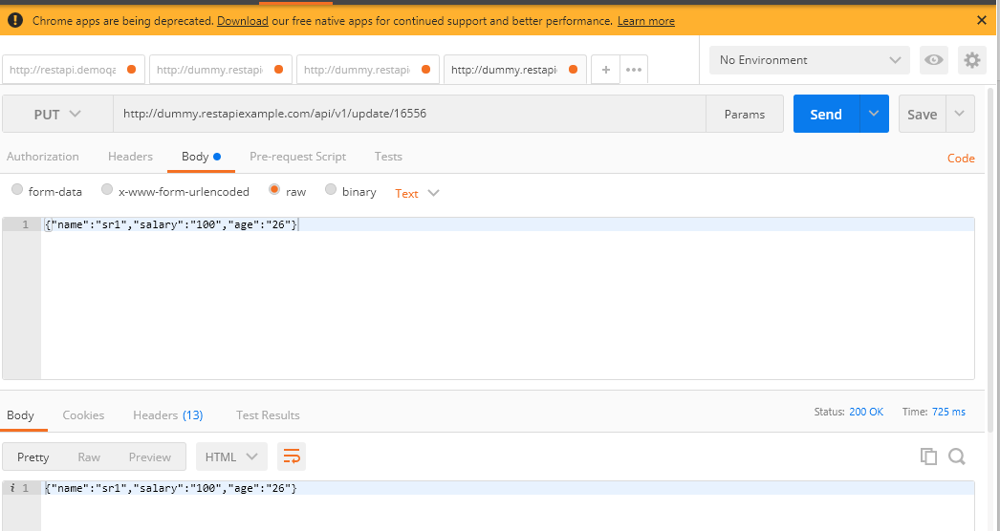 Chrome apps are being deprecated. Download our free native apps for continued support and better performance. Learn more
http://restapi.demoqa
http://dummy.restapi
http://dummy.restapi
http://dummy.restapi
No Environment
PUT
http://dummy.restapiexample.com/api/v1/update/16556
Params
Send
Save
Authorization
Headers
Body
Pre-request Script
Tests
Code
form-data
x-www-form-urlencoded
raw
binary
Text
1
{"name":"sr1","salary":"100","age":"26"}
Body
Cookies
Headers (13)
Test Results
Status: 200 OK
Time: 725 ms
Pretty
Raw
Preview
HTML
i 1
{"name":"sr1","salary":"100","age":"26"}